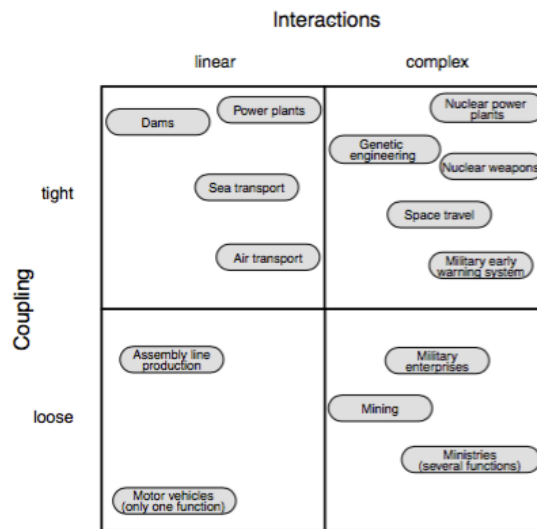 Interactions
linear
complex
Coupling
tight
Dams
Power plants
Sea transport
Air transport
Nuclear power
plants
Genetic
engineering
Nuclear weapons
Space travel
Military early
warning system
loose
Assembly line
production
Motor vehicles
(only one function)
Military
enterprises
Mining
Ministries
(several functions)